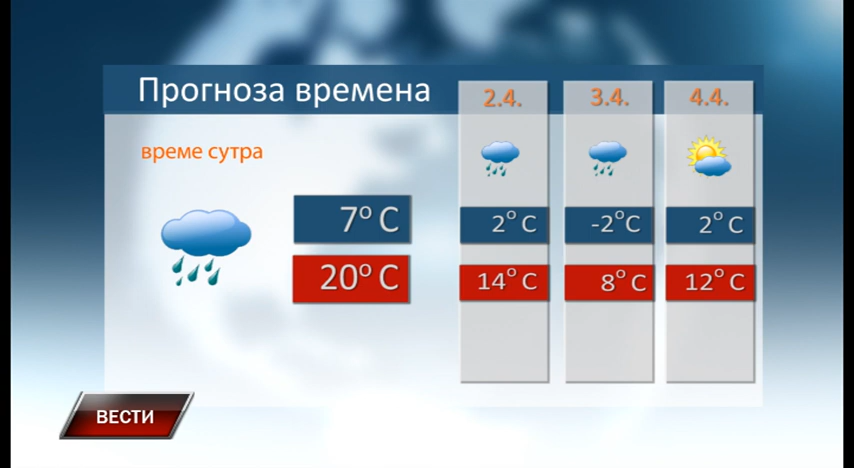 Прогноза времена
време сутра
7° C
20° C
2.4.
2° C
14° C
3.4.
-2°C
8° C
4.4.
2° C
12° C
ВЕСТИ